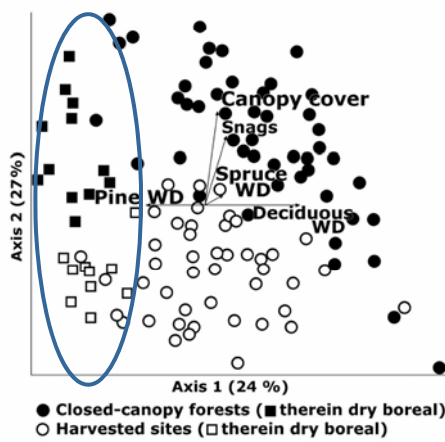 Canopy cover
Snags
Spruce
WD
Pine WD
Deciduous
WD
Axis 2 (27%)
Axis 1 (24 %)
● Closed-canopy forests (■ therein dry boreal)
○ Harvested sites (□ therein dry boreal)